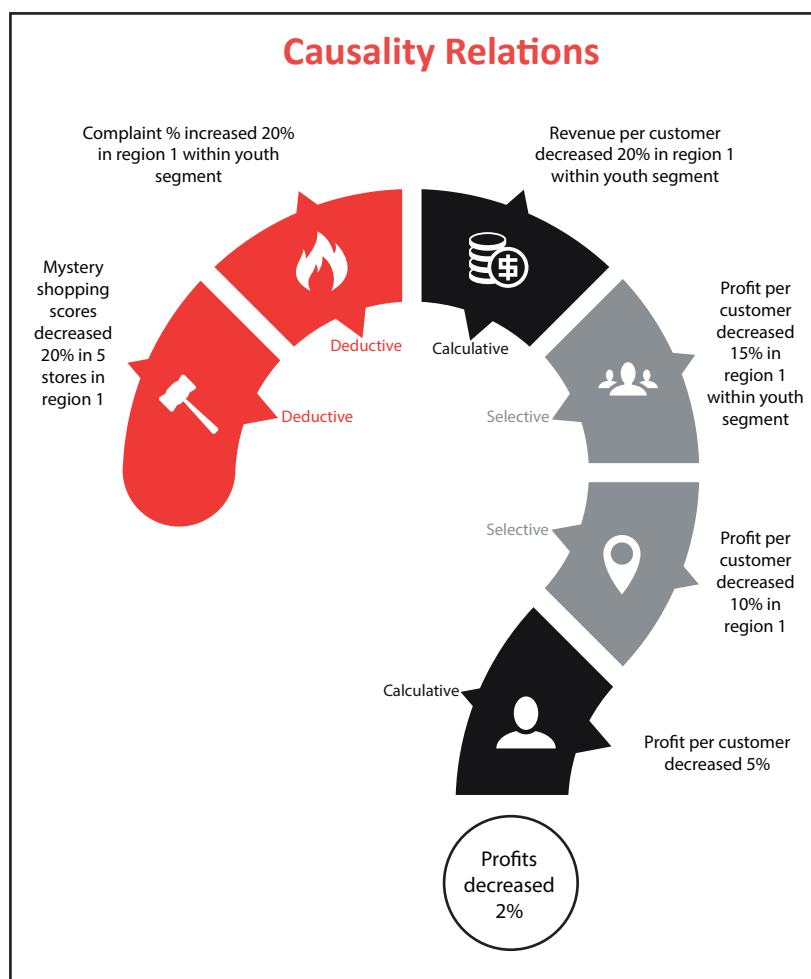 Causality Relations
Complaint % increased 20%
in region 1 within youth
segment
Revenue per customer
decreased 20% in region 1
within youth segment
Mystery
shopping
scores
decreased
20% in 5
stores in
region 1
Profit per
customer
decreased
15% in
region 1
within youth
segment
$
Deductive
Calculative
Deductive
Selective
Selective
Profit per
customer
decreased
10% in
region 1
Calculative
Profit per customer
decreased 5%
Profits
decreased
2%